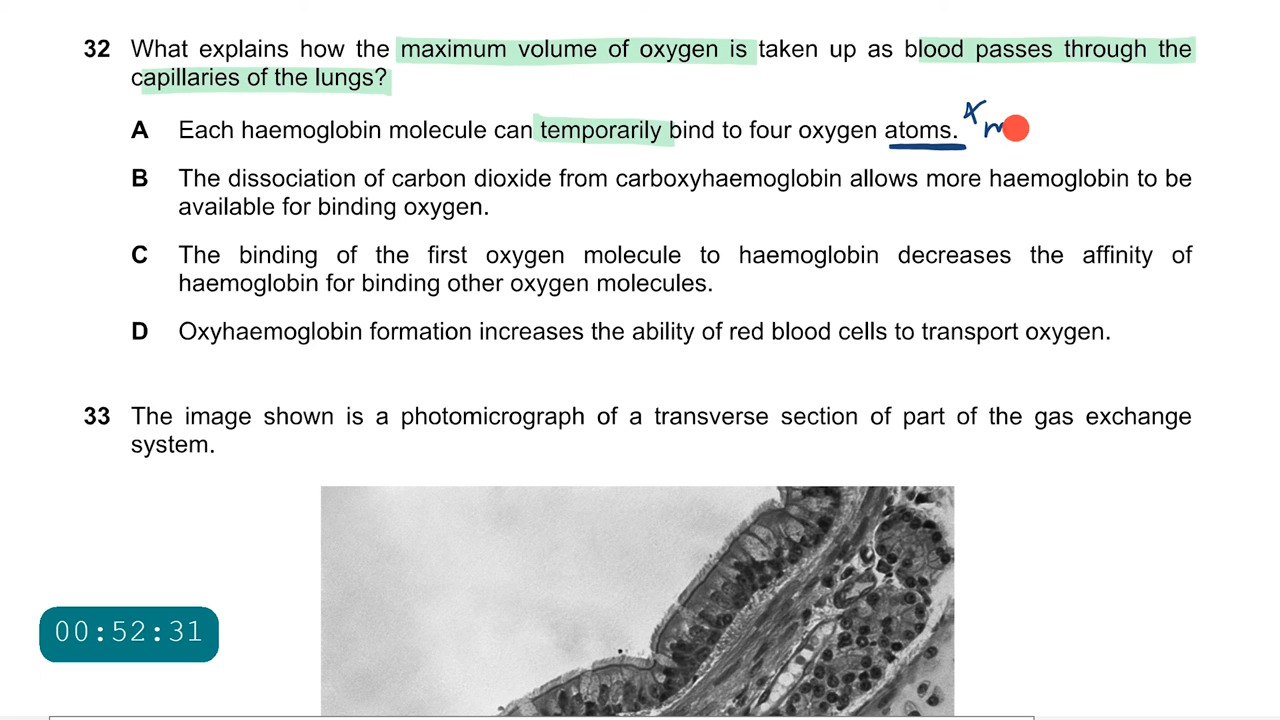 32 What explains how the maximum volume of oxygen is taken up as blood passes through the
capillaries of the lungs?
A Each haemoglobin molecule can temporarily bind to four oxygen atoms.
B The dissociation of carbon dioxide from carboxyhaemoglobin allows more haemoglobin to be
available for binding oxygen.
C The binding of the first oxygen molecule to haemoglobin decreases the affinity of
haemoglobin for binding other oxygen molecules.
D Oxyhaemoglobin formation increases the ability of red blood cells to transport oxygen.
33 The image shown is a photomicrograph of a transverse section of part of the gas exchange
system.
00:52:31